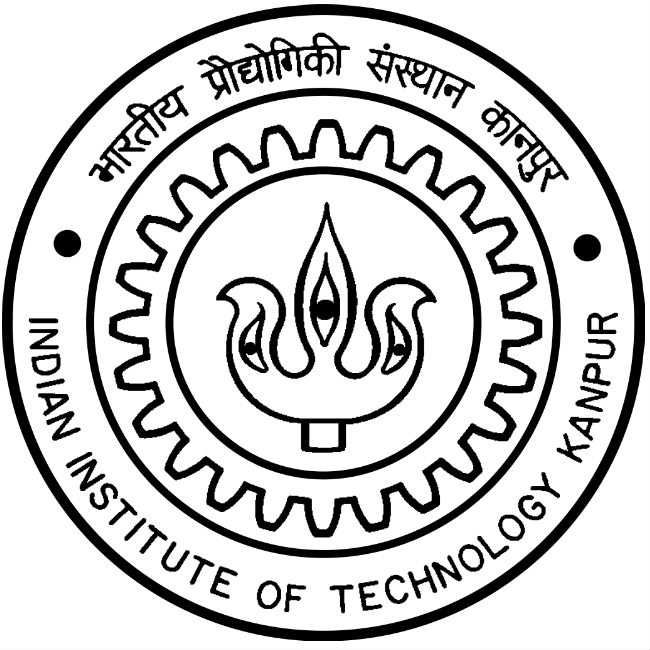 भारतीय प्रौद्योगिकी संस्थान कानपुर
INDIAN INSTITUTE OF TECHNOLOGY KANPUR